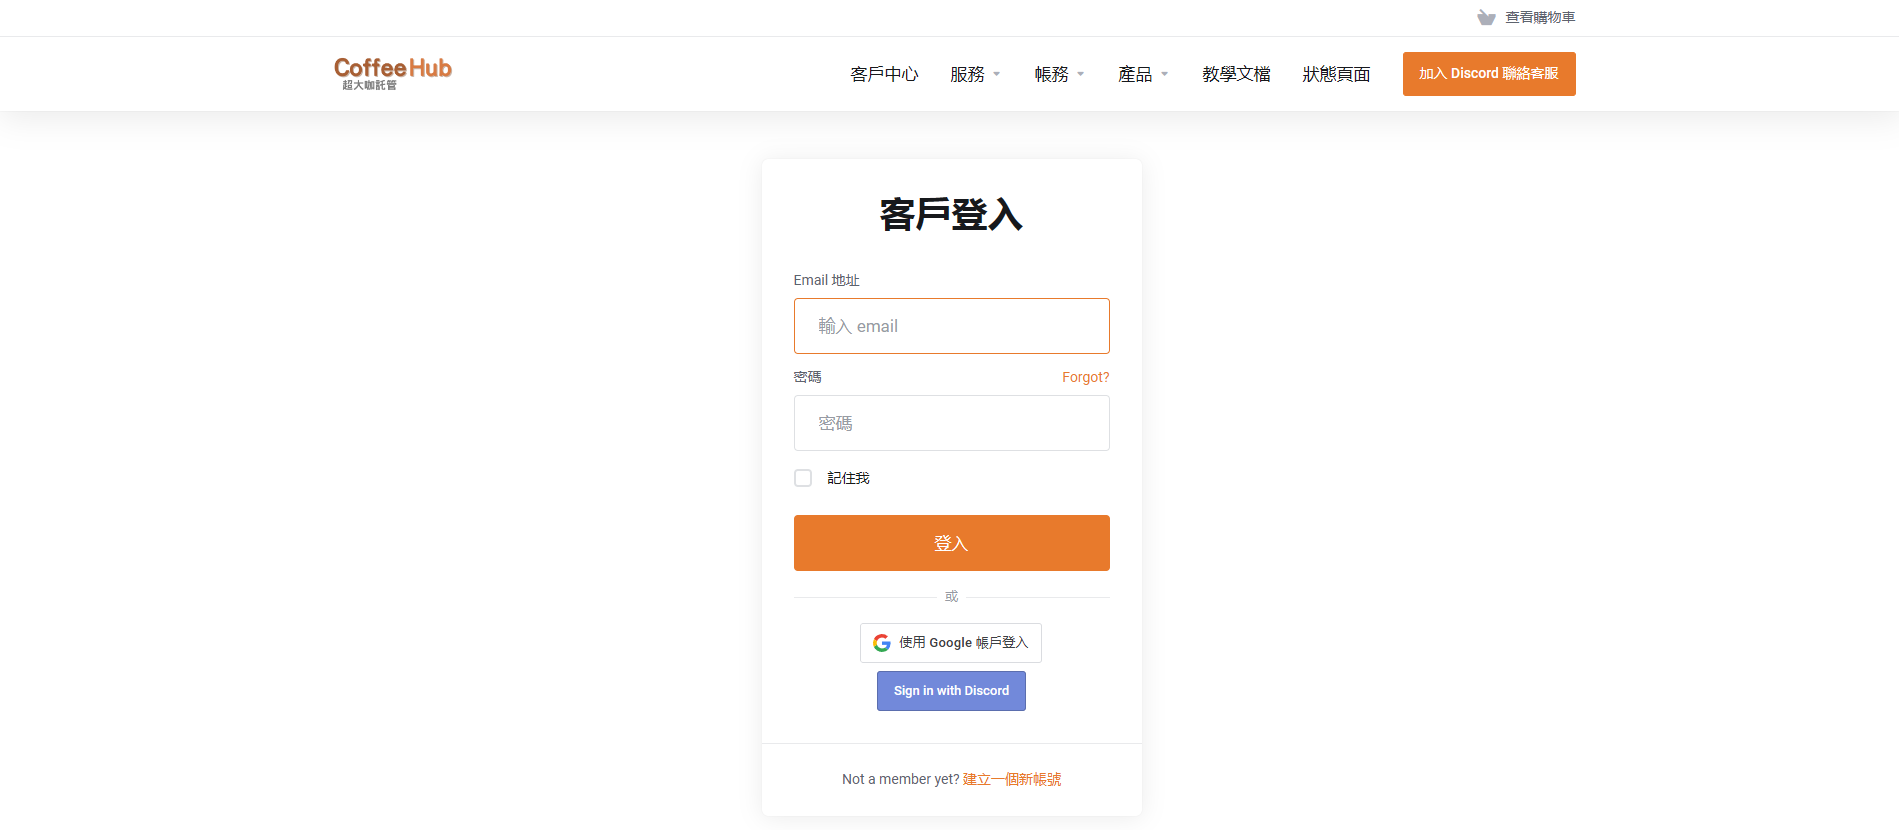 查看購物車
CoffeeHub
超大咖託管
客戶中心 服務 帳務 產品 教學文檔 狀態頁面 加入 Discord 聯絡客服
客戶登入
Email 地址
輸入 email
密碼 Forgot?
密碼
記住我
登入
或
使用 Google 帳戶登入
Sign in with Discord
Not a member yet? 建立一個新帳號